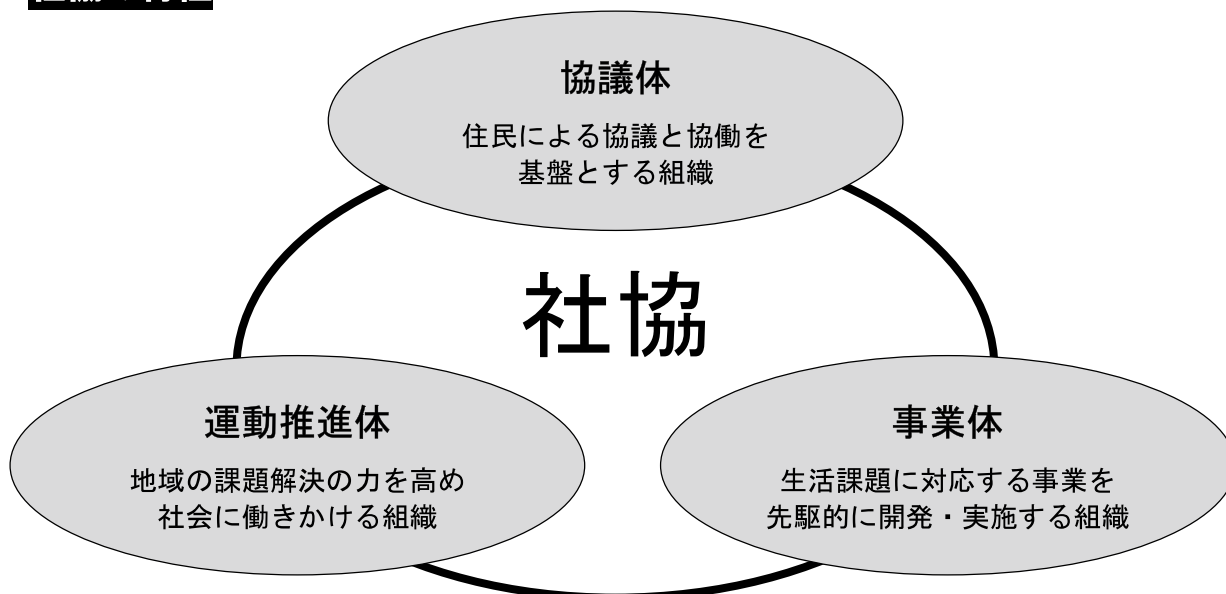 協議体
住民による協議と協働を
基盤とする組織
社協
運動推進体
地域の課題解決の力を高め
社会に働きかける組織
事業体
生活課題に対応する事業を
先駆的に開発・実施する組織